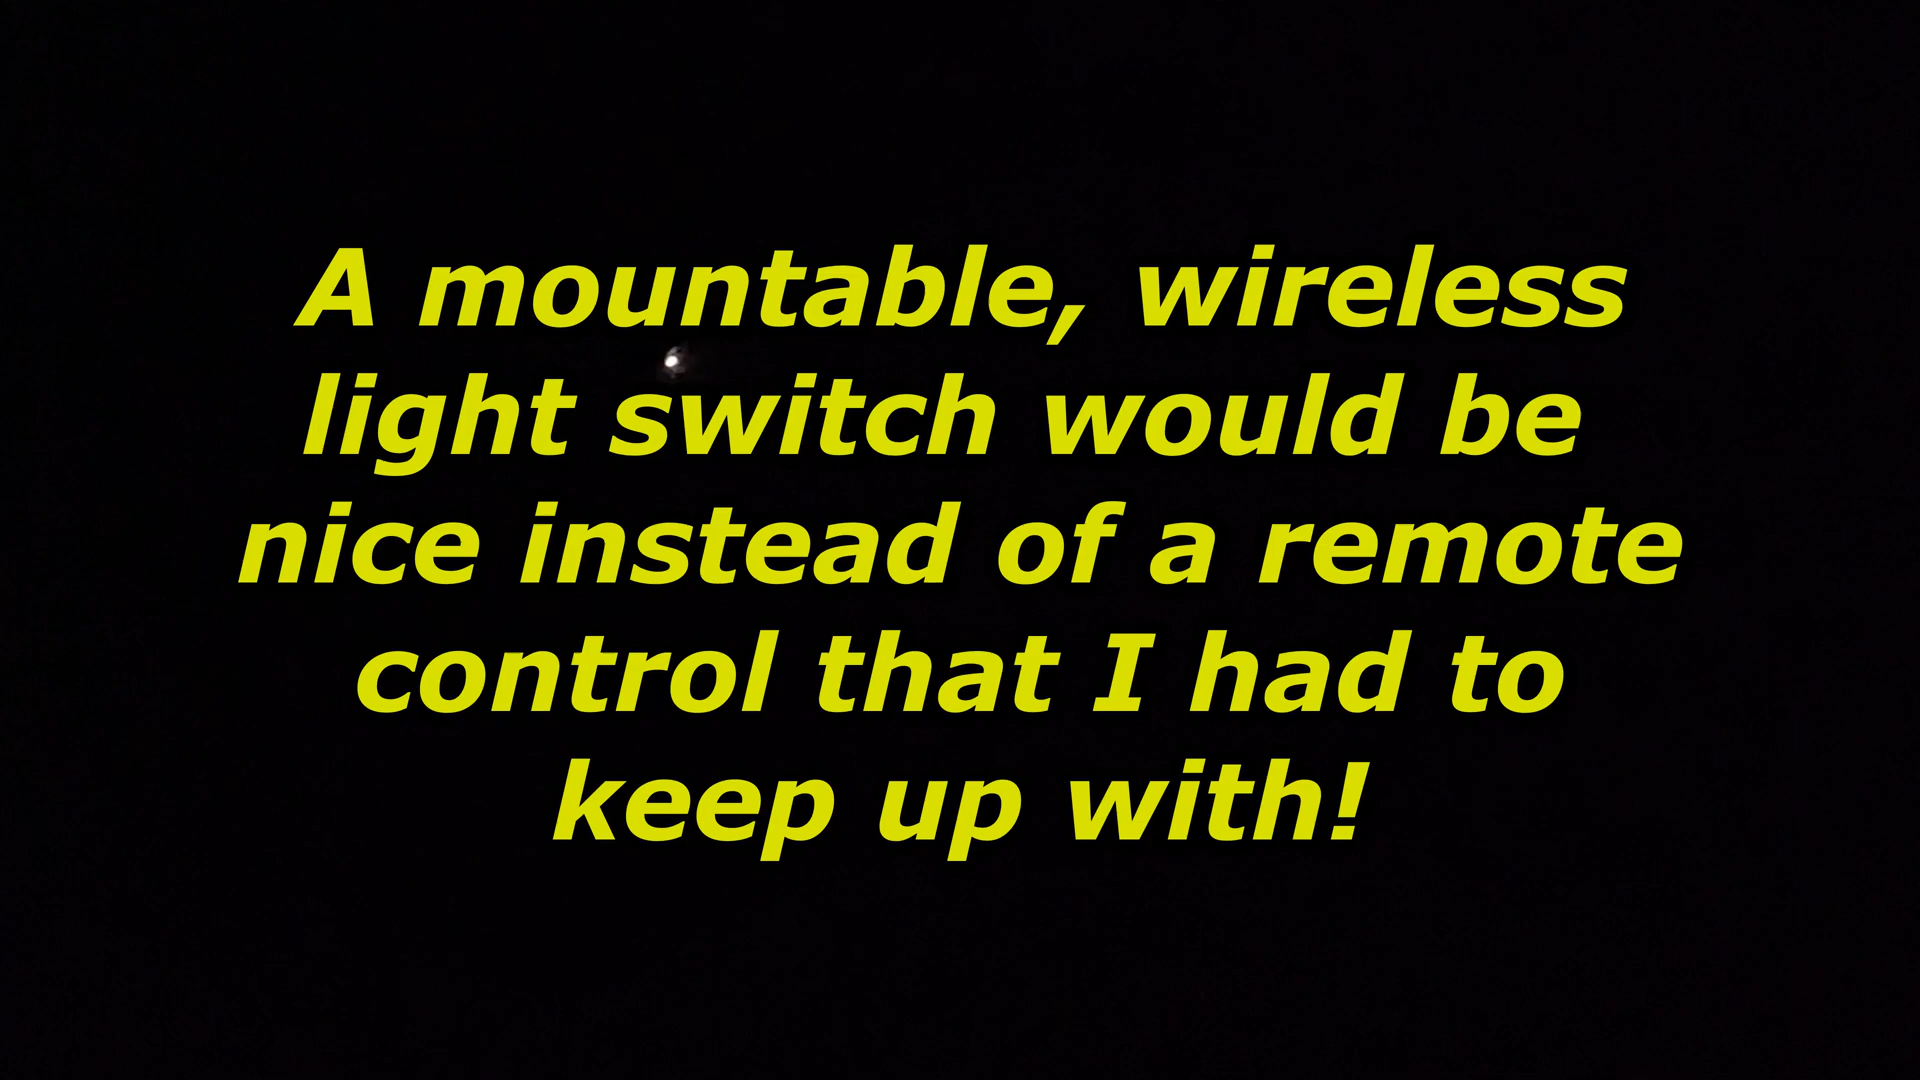 A mountable, wireless
light switch would be
nice instead of a remote
control that I had to
keep up with!